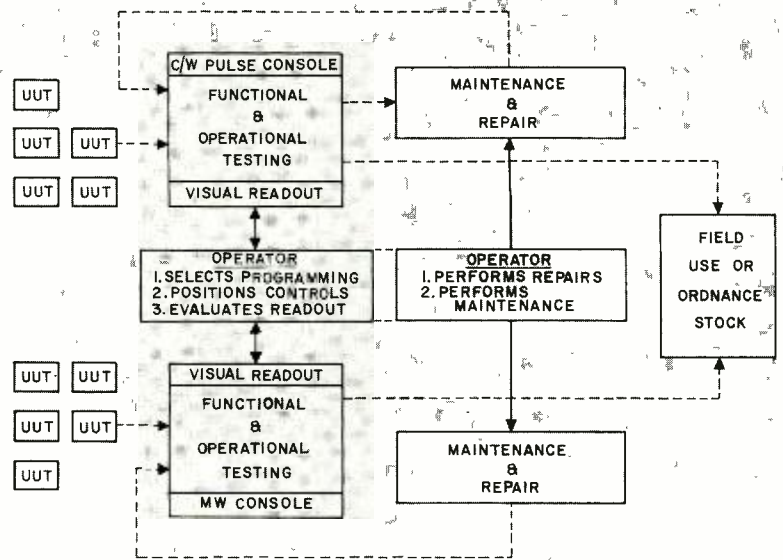 C/W PULSE CONSOLE
FUNCTIONAL
&
OPERATIONAL
TESTING
VISUAL READOUT
MAINTENANCE
&
REPAIR
UUT
UUT UUT
UUT UUT
OPERATOR
1. SELECTS PROGRAMMING
2. POSITIONS CONTROLS
3. EVALUATES READOUT
OPERATOR
1. PERFORMS REPAIRS
2. PERFORMS
MAINTENANCE
FIELD
USE OR
ORDNANCE
STOCK
UUT UUT
UUT UUT
UUT
VISUAL READOUT
FUNCTIONAL
&
OPERATIONAL
TESTING
MW CONSOLE
MAINTENANCE
&
REPAIR